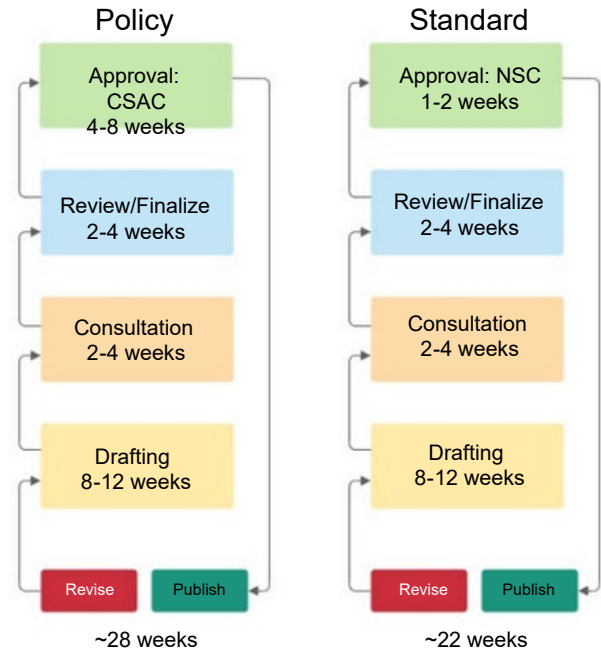 Policy
Approval:
CSAC
4-8 weeks
Review/Finalize
2-4 weeks
Consultation
2-4 weeks
Drafting
8-12 weeks
Revise
Publish
~28 weeks
Standard
Approval: NSC
1-2 weeks
Review/Finalize
2-4 weeks
Consultation
2-4 weeks
Drafting
8-12 weeks
Revise
Publish
~22 weeks